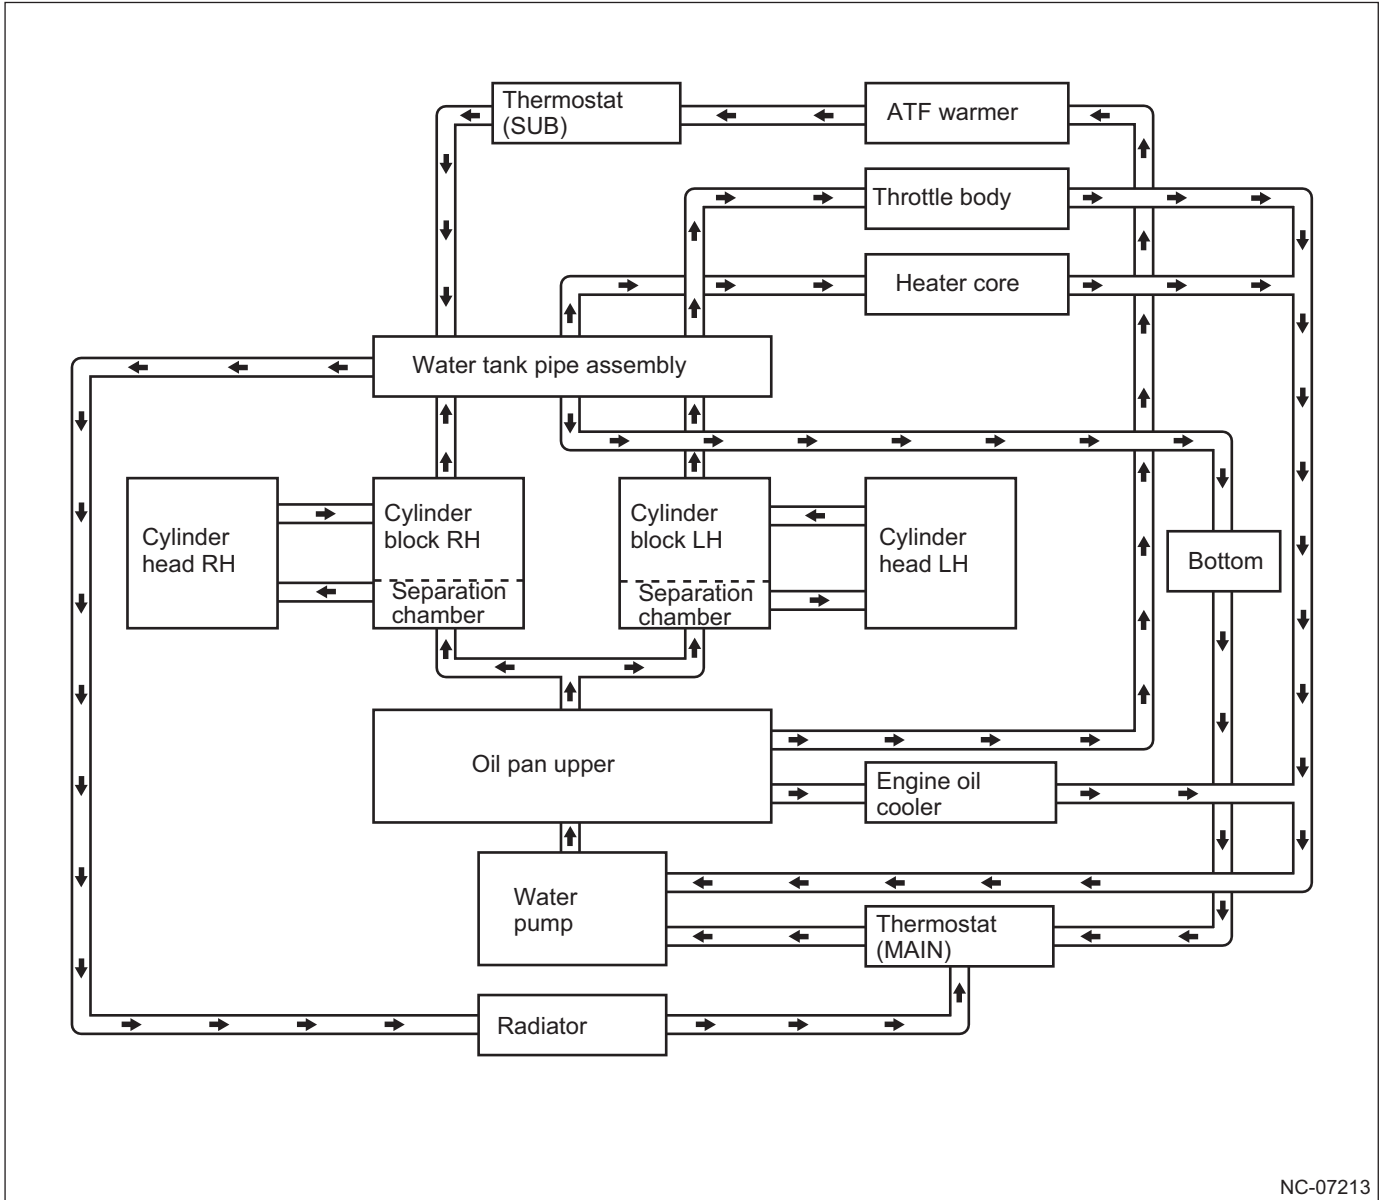 Thermostat
(SUB)
ATF warmer
Throttle body
Heater core
Water tank pipe assembly
Cylinder
head RH
Cylinder
block RH
Separation
chamber
Cylinder
block LH
Separation
chamber
Cylinder
head LH
Bottom
Oil pan upper
Engine oil
cooler
Water
pump
Thermostat
(MAIN)
Radiator
NC-07213